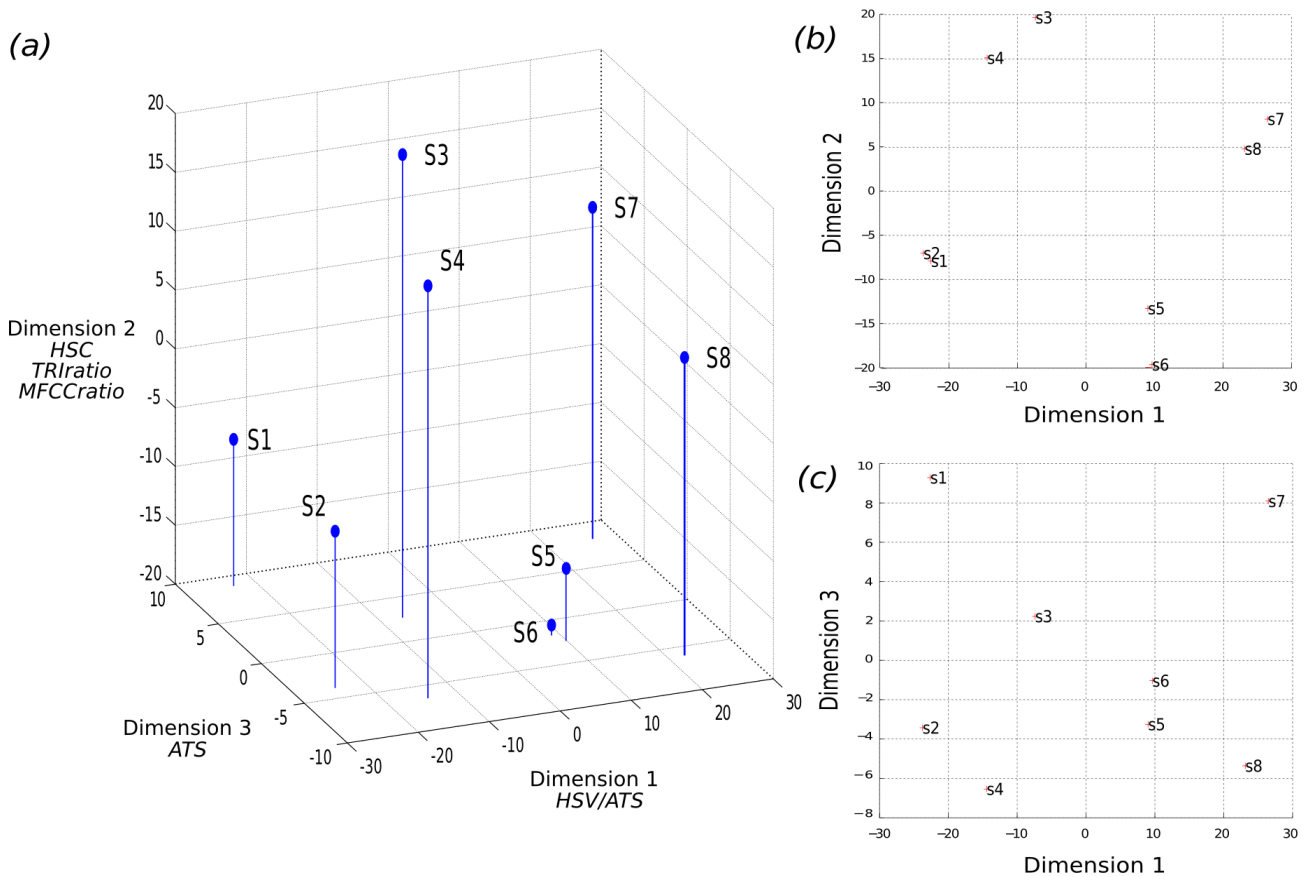 (a)
20
15
10
5
0
-5
-10
-15
-20
Dimension 2
HSC
TRIratio
MFCCratio
S3
S7
S4
S8
S1
S2
S5
S6
10
5
0
-5
-10
Dimension 3
ATS
-30
-20
-10
0
10
20
30
Dimension 1
HSV/ATS
(b)
20
15
10
5
0
−5
−10
−15
−20
Dimension 2
s3
s4
s7
s8
s2
s1
s5
s6
−30
−20
−10
0
10
20
30
Dimension 1
(c)
10
8
6
4
2
0
−2
−4
−6
−8
Dimension 3
s1
s7
s3
s6
s5
s2
s8
s4
−30
−20
−10
0
10
20
30
Dimension 1